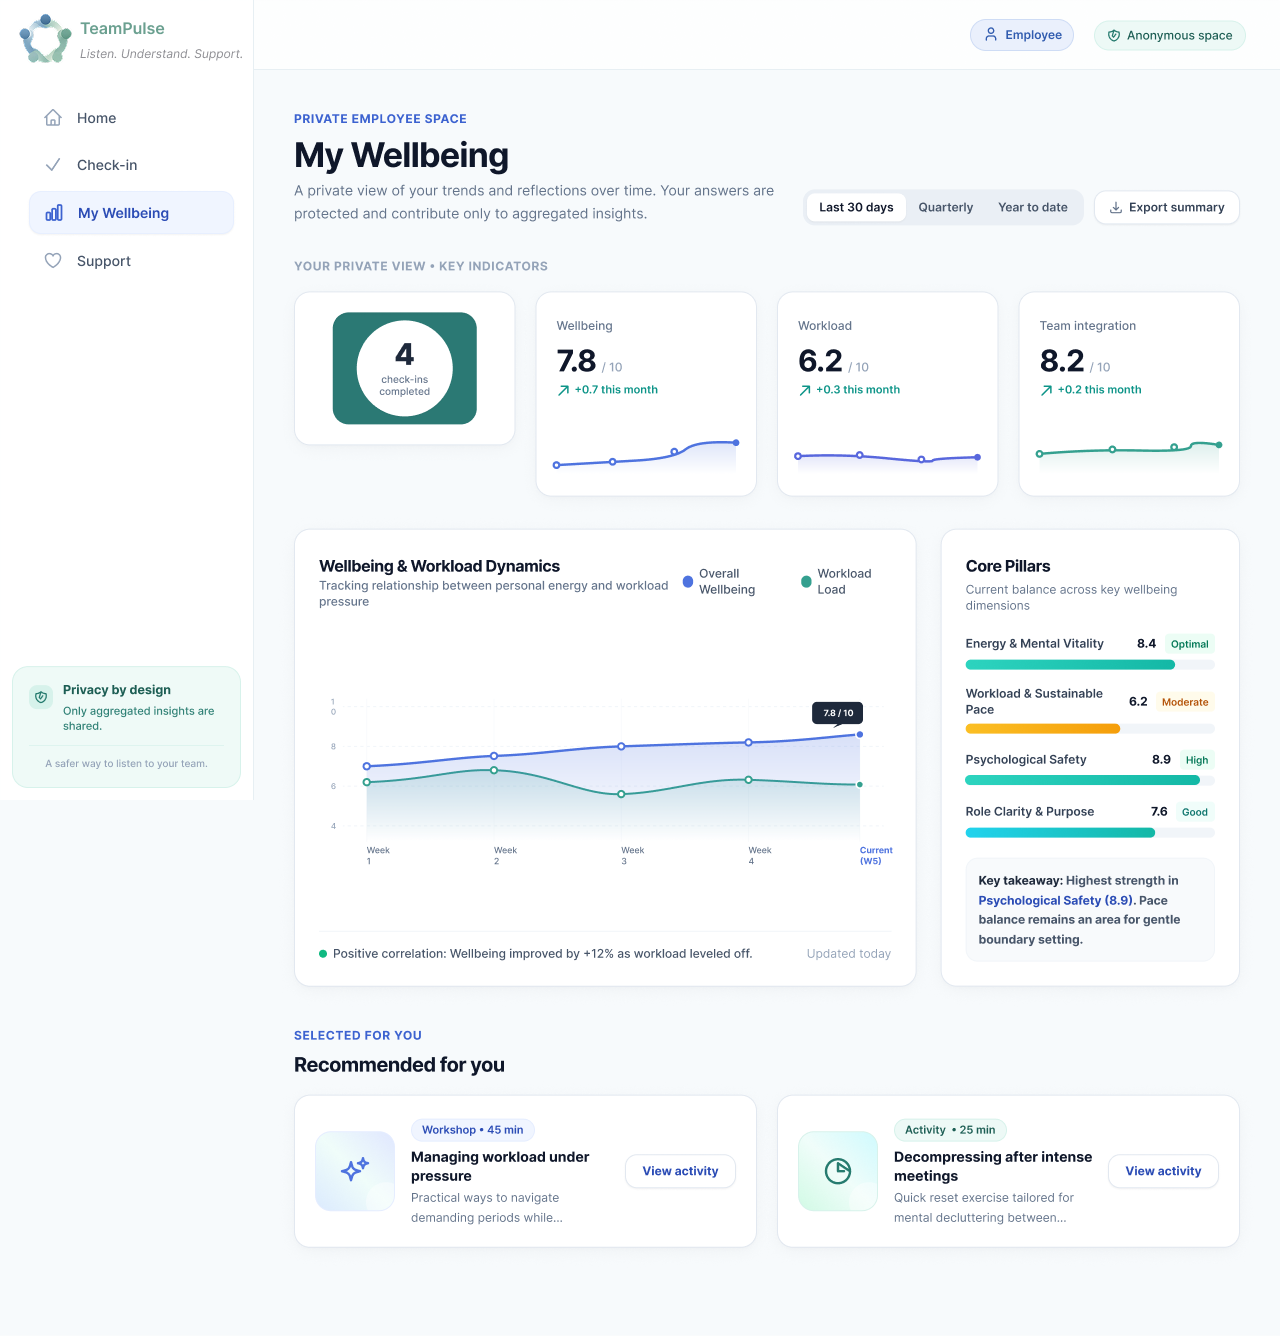 TeamPulse
Listen. Understand. Support.
Employee
Anonymous space
Home
Check-in
My Wellbeing
Support
Privacy by design
Only aggregated insights are
shared.
A safer way to listen to your team.
PRIVATE EMPLOYEE SPACE
My Wellbeing
A private view of your trends and reflections over time. Your answers are
protected and contribute only to aggregated insights.
Last 30 days
Quarterly
Year to date
Export summary
YOUR PRIVATE VIEW • KEY INDICATORS
4
check-ins
completed
Wellbeing
7.8 / 10
+0.7 this month
Workload
6.2 / 10
+0.3 this month
Team integration
8.2 / 10
+0.2 this month
Wellbeing & Workload Dynamics
Tracking relationship between personal energy and workload
pressure
Overall
Wellbeing
Workload
Load
1
0
8
6
4
7.8 / 10
Week
1
Week
2
Week
3
Week
4
Current
(W5)
Positive correlation: Wellbeing improved by +12% as workload leveled off.
Updated today
Core Pillars
Current balance across key wellbeing
dimensions
Energy & Mental Vitality 8.4 Optimal
Workload & Sustainable
Pace
6.2 Moderate
Psychological Safety 8.9 High
Role Clarity & Purpose 7.6 Good
Key takeaway: Highest strength in
Psychological Safety (8.9). Pace
balance remains an area for gentle
boundary setting.
SELECTED FOR YOU
Recommended for you
Workshop • 45 min
Managing workload under
pressure
Practical ways to navigate
demanding periods while...
View activity
Activity • 25 min
Decompressing after intense
meetings
Quick reset exercise tailored for
mental decluttering between...
View activity